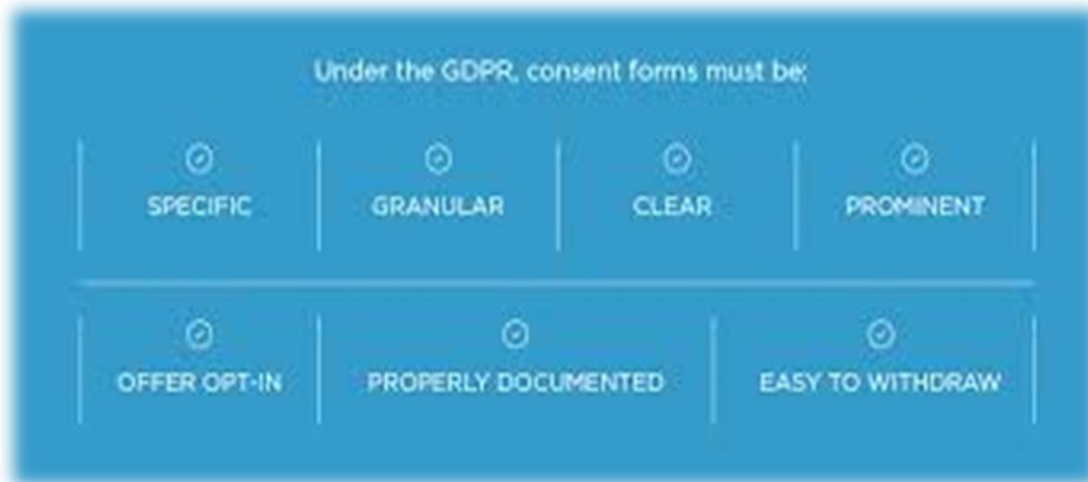 Under the GDPR, consent forms must be:
SPECIFIC
GRANULAR
CLEAR
PROMINENT
OFFER OPT-IN
PROPERLY DOCUMENTED
EASY TO WITHDRAW